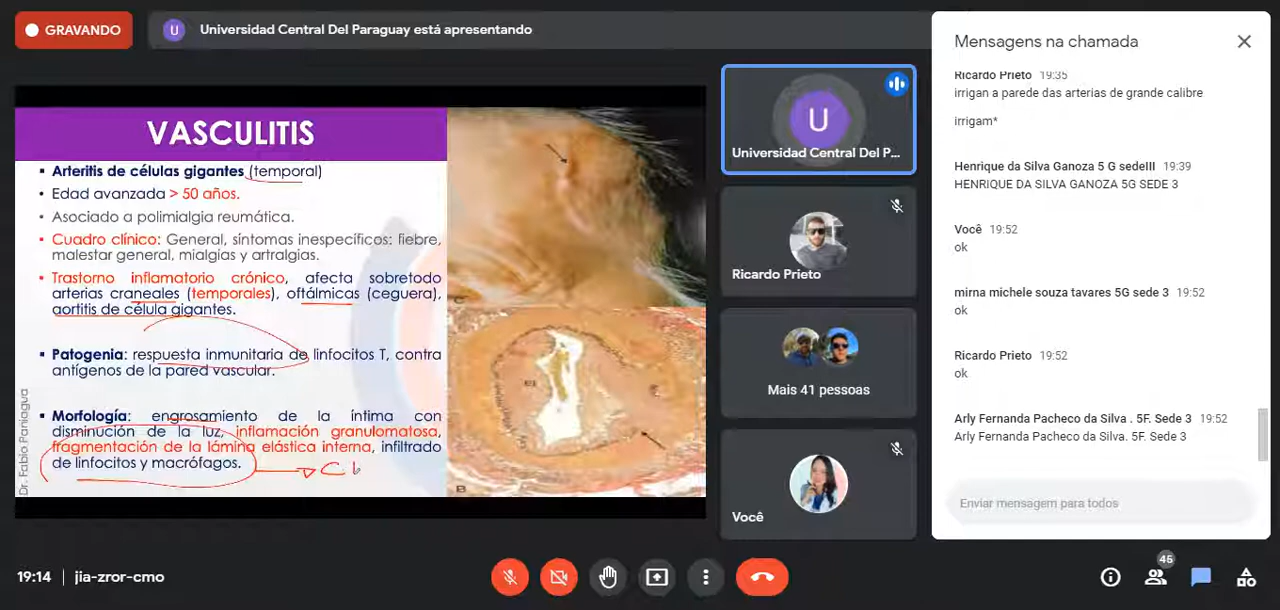 GRAVANDO
U
Universidad Central Del Paraguay está apresentando
VASCULITIS
Arteritis de células gigantes (temporal)
Edad avanzada > 50 años.
Asociado a polimialgia reumática.
Cuadro clínico: General, síntomas inespecíficos: fiebre,
malestar general, mialgias y artralgias.
Trastorno inflamatorio crónico, afecta sobretodo
arterias craneales (temporales), oftálmicas (ceguera),
aortitis de célula gigantes.
Patogenia: respuesta inmunitaria de linfocitos T, contra
antígenos de la pared vascular.
Morfología: engrosamiento de la íntima con
disminución de la luz, inflamación granulomatosa,
fragmentación de la lámina elástica interna, infiltrado
de linfocitos y macrófagos.
Dr. Fabio Paniagua
U
Universidad Central Del P...
Ricardo Prieto
Mais 41 pessoas
Você
Mensagens na chamada
Ricardo Prieto 19:35
irrigan a parede das arterias de grande calibre
irrigam*
Henrique da Silva Ganoza 5 G sedeIII 19:39
HENRIQUE DA SILVA GANOZA 5G SEDE 3
Você 19:52
ok
mirna michele souza tavares 5G sede 3 19:52
ok
Ricardo Prieto 19:52
ok
Arly Fernanda Pacheco da Silva . 5F. Sede 3 19:52
Arly Fernanda Pacheco da Silva. 5F. Sede 3
Enviar mensagem para todos
19:14 | jia-zror-cmo
45